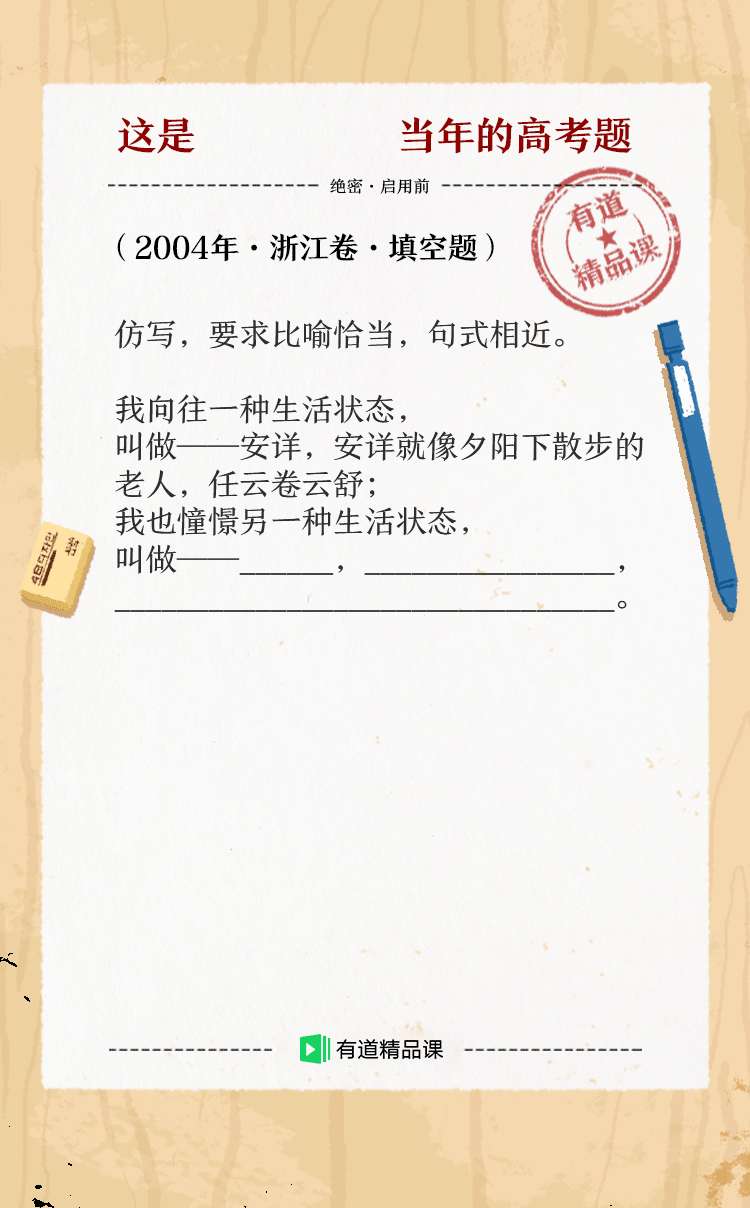 这是 当年的高考题
绝密·启用前
有道
精品课
（2004年·浙江卷·填空题）
仿写，要求比喻恰当，句式相近。
我向往一种生活状态，
叫做——安详，安详就像夕阳下散步的
老人，任云卷云舒；
我也憧憬另一种生活状态，
叫做——______，________________，
________________________________。
有道精品课